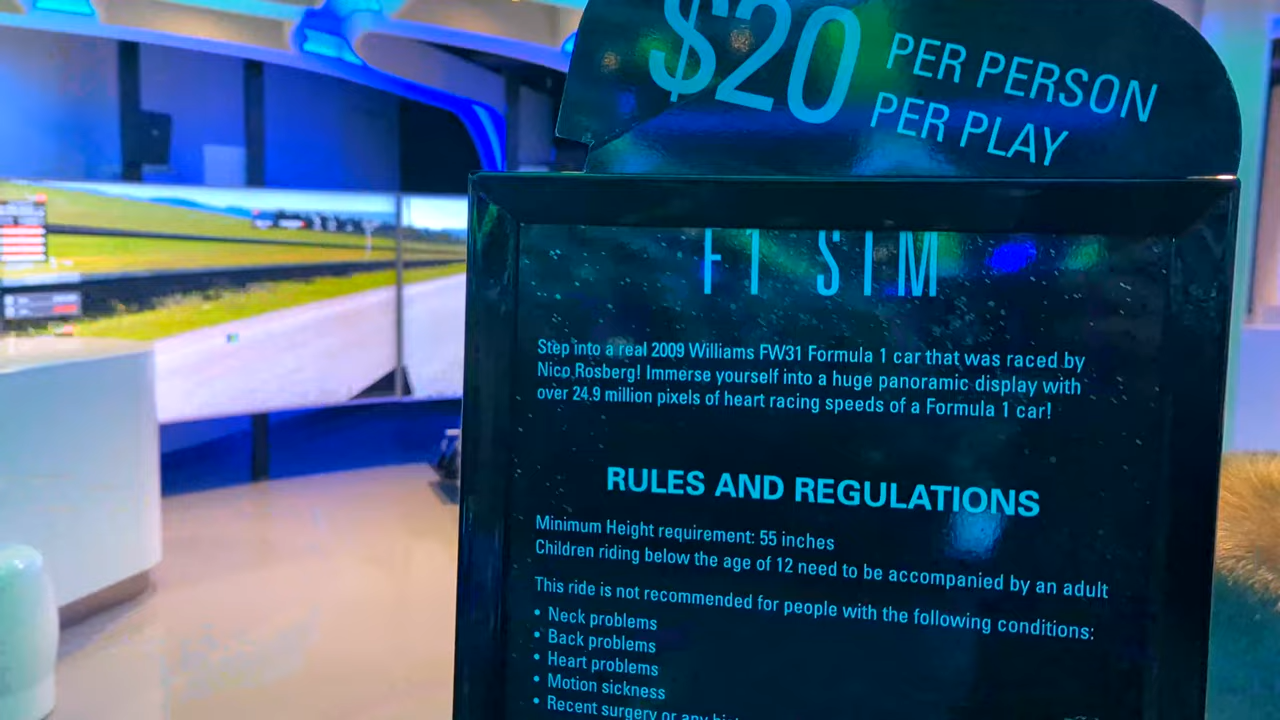 $20 PER PERSON
PER PLAY
F1 SIM
Step into a real 2009 Williams FW31 Formula 1 car that was raced by
Nico Rosberg! Immerse yourself into a huge panoramic display with
over 24.9 million pixels of heart racing speeds of a Formula 1 car!
RULES AND REGULATIONS
Minimum Height requirement: 55 inches
Children riding below the age of 12 need to be accompanied by an adult
This ride is not recommended for people with the following conditions:
• Neck problems
• Back problems
• Heart problems
• Motion sickness
• Recent surgery or any